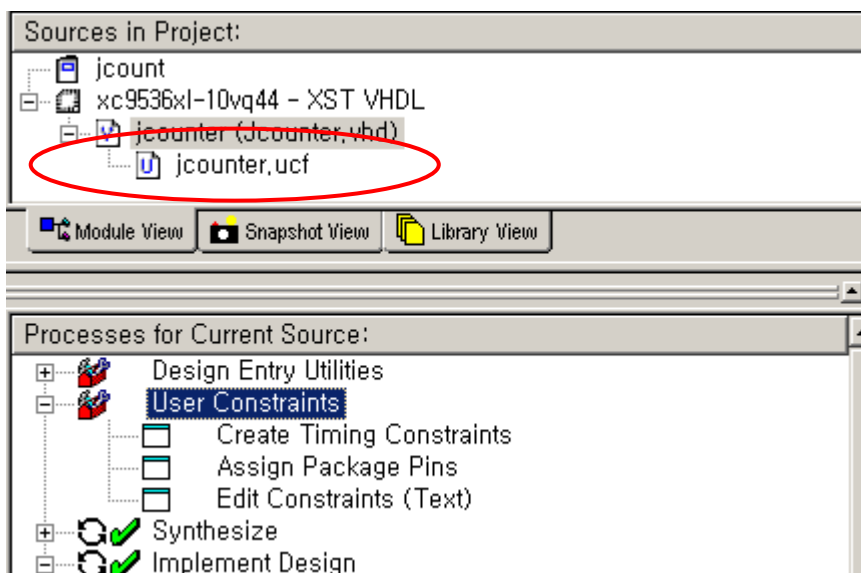 Sources in Project:
jcount
xc9536xl-10vq44 - XST VHDL
jcounter (Jcounter,vhd)
jcounter,ucf
Module View Snapshot View Library View
Processes for Current Source:
Design Entry Utilities
User Constraints
Create Timing Constraints
Assign Package Pins
Edit Constraints (Text)
Synthesize
Implement Design